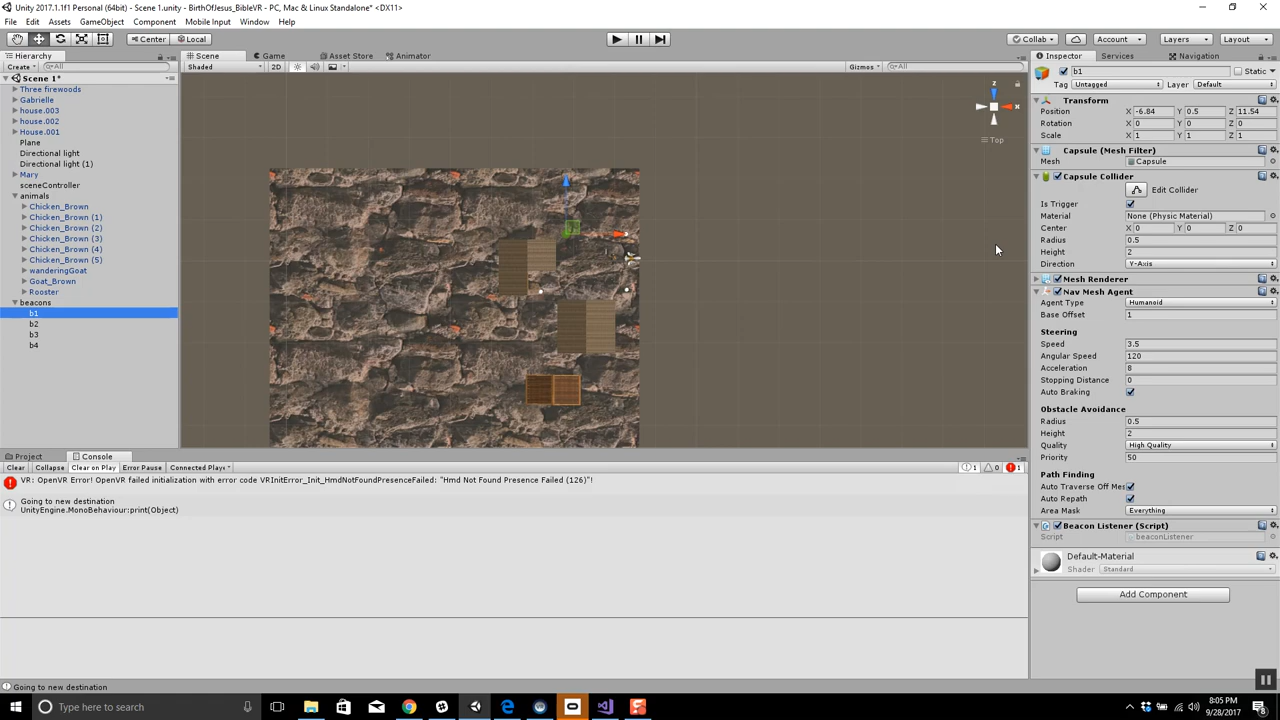 Unity 2017.1.1f1 Personal (64bit) - Scene 1.unity - BirthOfJesus_BibleVR - PC, Mac & Linux Standalone* <DX11>
File Edit Assets GameObject Component Mobile Input Window Help
Center Local Collab Account Layers Layout
Hierarchy Scene Game Asset Store Animator Inspector Services Navigation
Create All Shaded 2D Gizmos All
b1 Static
Tag Untagged Layer Default
Scene 1*
Three firewoods
Gabrielle
house.003
house.002
House.001
Plane
Directional light
Directional light (1)
Mary
sceneController
animals
Chicken_Brown
Chicken_Brown (1)
Chicken_Brown (2)
Chicken_Brown (3)
Chicken_Brown (4)
Chicken_Brown (5)
wanderingGoat
Goat_Brown
Rooster
beacons
b1
b2
b3
b4
z
x
Top
Transform
Position X -6.84 Y 0.5 Z 11.54
Rotation X 0 Y 0 Z 0
Scale X 1 Y 1 Z 1
Capsule (Mesh Filter)
Mesh Capsule
Capsule Collider
Edit Collider
Is Trigger
Material None (Physic Material)
Center X 0 Y 0 Z 0
Radius 0.5
Height 2
Direction Y-Axis
Mesh Renderer
Nav Mesh Agent
Agent Type Humanoid
Base Offset 1
Steering
Speed 3.5
Angular Speed 120
Acceleration 8
Stopping Distance 0
Auto Braking
Obstacle Avoidance
Radius 0.5
Height 2
Quality High Quality
Priority 50
Path Finding
Auto Traverse Off Mes
Auto Repath
Area Mask Everything
Beacon Listener (Script)
Script beaconListener
Default-Material
Shader Standard
Add Component
Project Console
Clear Collapse Clear on Play Error Pause Connected Play 1 0 1
VR: OpenVR Error! OpenVR failed initialization with error code VRInitError_Init_HmdNotFoundPresenceFailed: "Hmd Not Found Presence Failed (126)"!
Going to new destination
UnityEngine.MonoBehaviour:print(Object)
Going to new destination
Type here to search
8:05 PM
9/28/2017